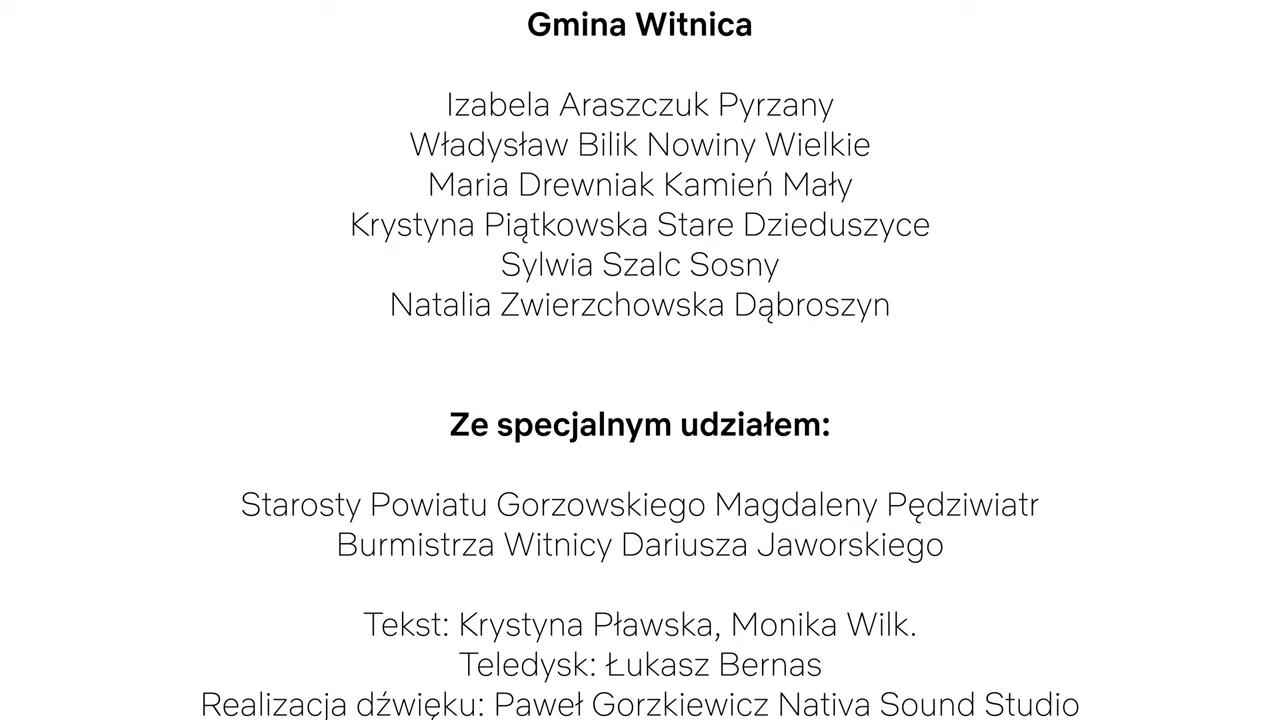 Gmina Witnica
Izabela Araszczuk Pyrzany
Władysław Bilik Nowiny Wielkie
Maria Drewniak Kamień Mały
Krystyna Piątkowska Stare Dzieduszyce
Sylwia Szalc Sosny
Natalia Zwierzchowska Dąbroszyn
Ze specjalnym udziałem:
Starosty Powiatu Gorzowskiego Magdaleny Pędziwiatr
Burmistrza Witnicy Dariusza Jaworskiego
Tekst: Krystyna Pławska, Monika Wilk.
Teledysk: Łukasz Bernas
Realizacja dźwięku: Paweł Gorzkiewicz Nativa Sound Studio